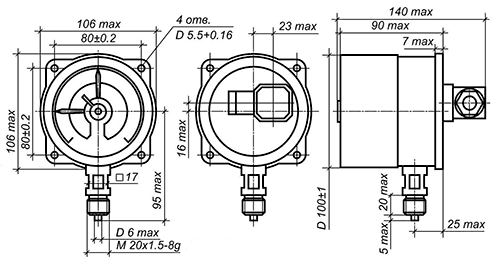 106 max
80±0.2
4 отв.
D 5.5+0.16
23 max
140 max
90 max
7 max
106 max
80±0.2
16 max
□17
95 max
D 100±1
20 max
5 max
25 max
D 6 max
M 20x1.5-8g